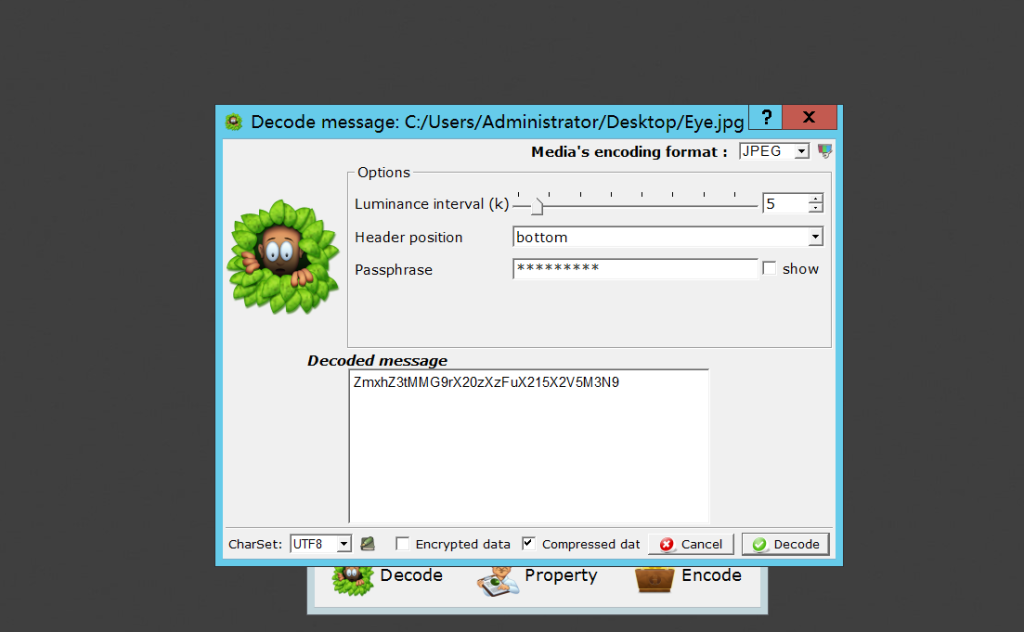 Decode message: C:/Users/Administrator/Desktop/Eye.jpg ? X
Media's encoding format : JPEG
Options
Luminance interval (k) 5
Header position bottom
Passphrase ********* show
Decoded message
ZmxhZ3tMMG9rX20zXzFuX215X2V5M3N9
CharSet: UTF8 Encrypted data Compressed dat Cancel Decode
Decode Property Encode